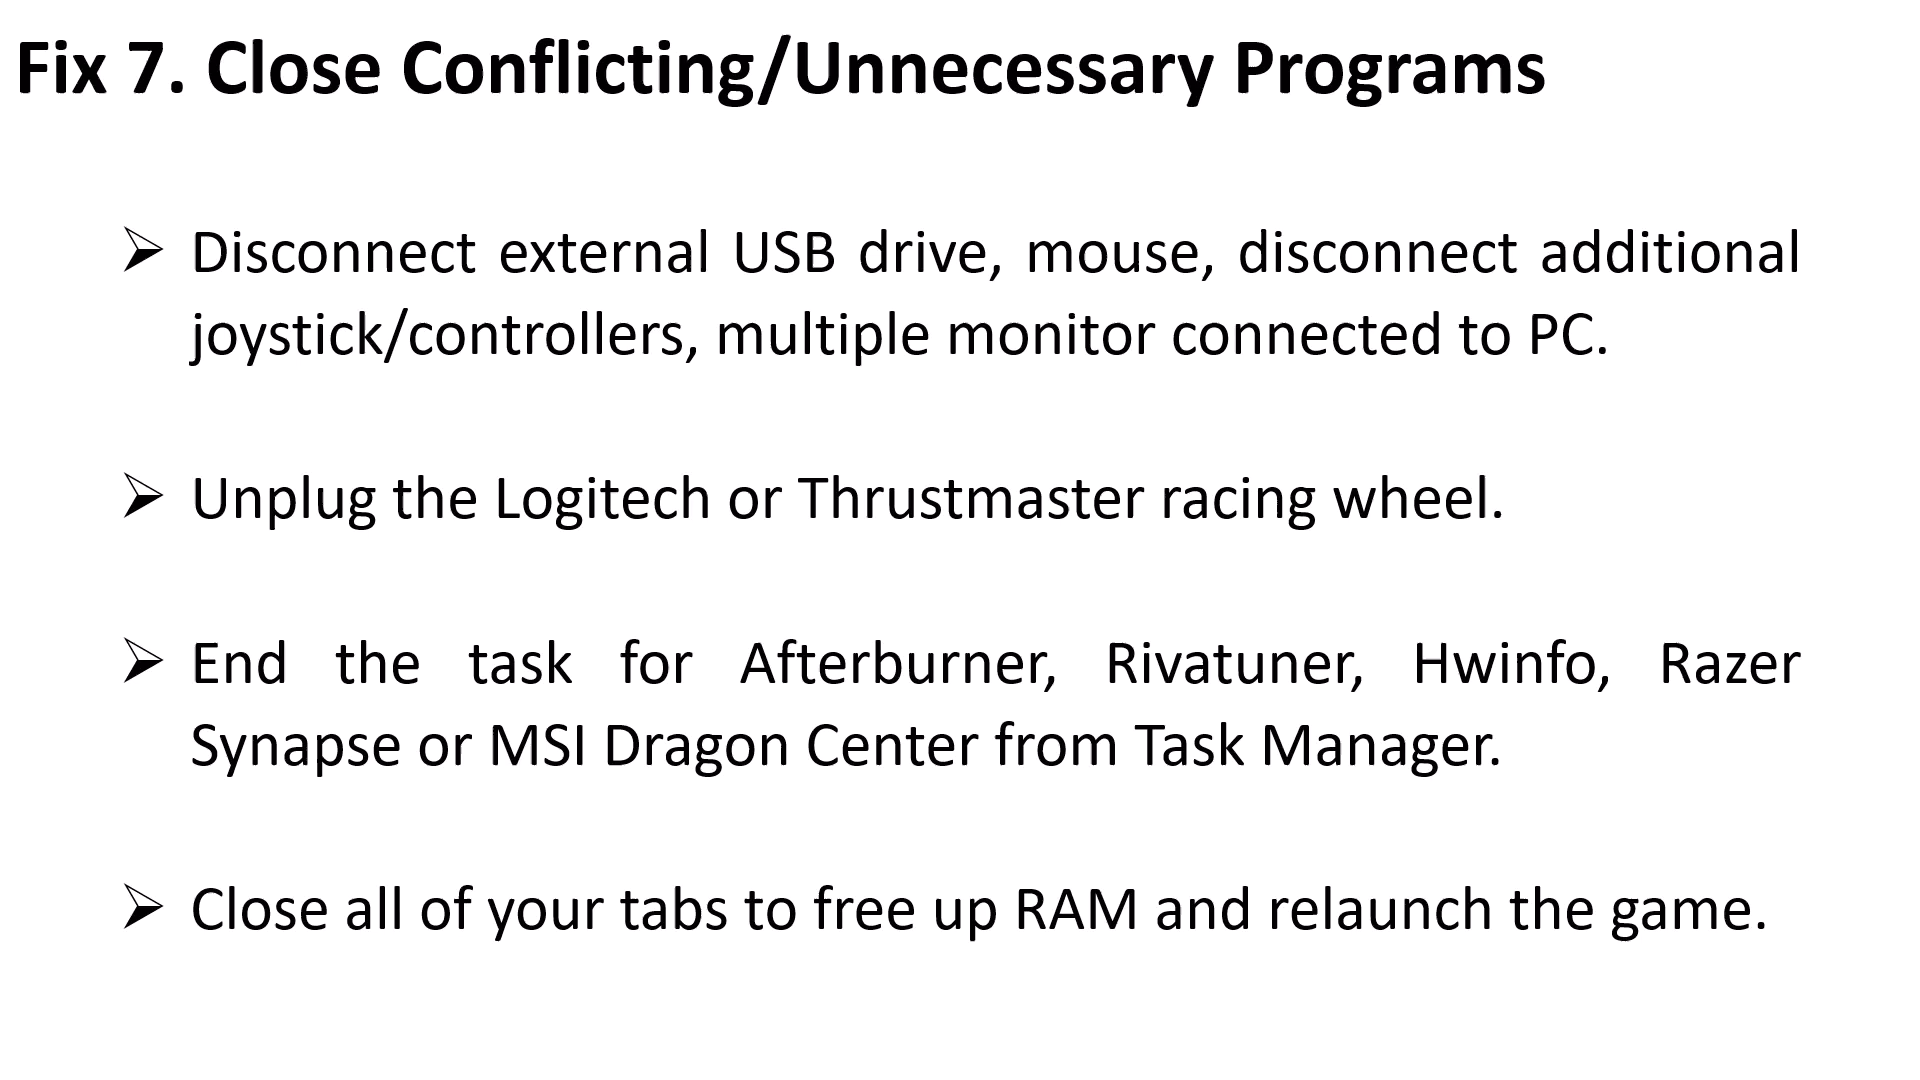 Fix 7. Close Conflicting/Unnecessary Programs
➢ Disconnect external USB drive, mouse, disconnect additional
joystick/controllers, multiple monitor connected to PC.
➢ Unplug the Logitech or Thrustmaster racing wheel.
➢ End the task for Afterburner, Rivatuner, Hwinfo, Razer
Synapse or MSI Dragon Center from Task Manager.
➢ Close all of your tabs to free up RAM and relaunch the game.